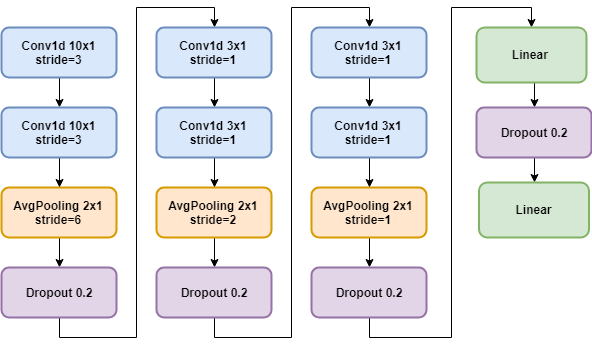 Conv1d 10x1
stride=3
Conv1d 10x1
stride=3
AvgPooling 2x1
stride=6
Dropout 0.2
Conv1d 3x1
stride=1
Conv1d 3x1
stride=1
AvgPooling 2x1
stride=2
Dropout 0.2
Conv1d 3x1
stride=1
Conv1d 3x1
stride=1
AvgPooling 2x1
stride=1
Dropout 0.2
Linear
Dropout 0.2
Linear